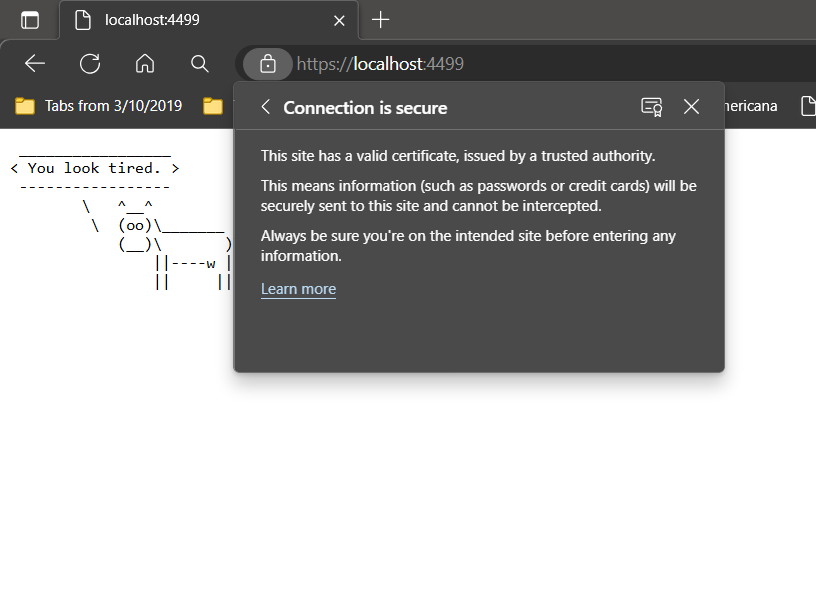 localhost:4499
https://localhost:4499
Tabs from 3/10/2019
Connection is secure
This site has a valid certificate, issued by a trusted authority.
This means information (such as passwords or credit cards) will be
securely sent to this site and cannot be intercepted.
Always be sure you're on the intended site before entering any
information.
Learn more
< You look tired. >
-----------------
\ ^__^
\ (oo)\_______
(__)\ )
||----w |
|| ||